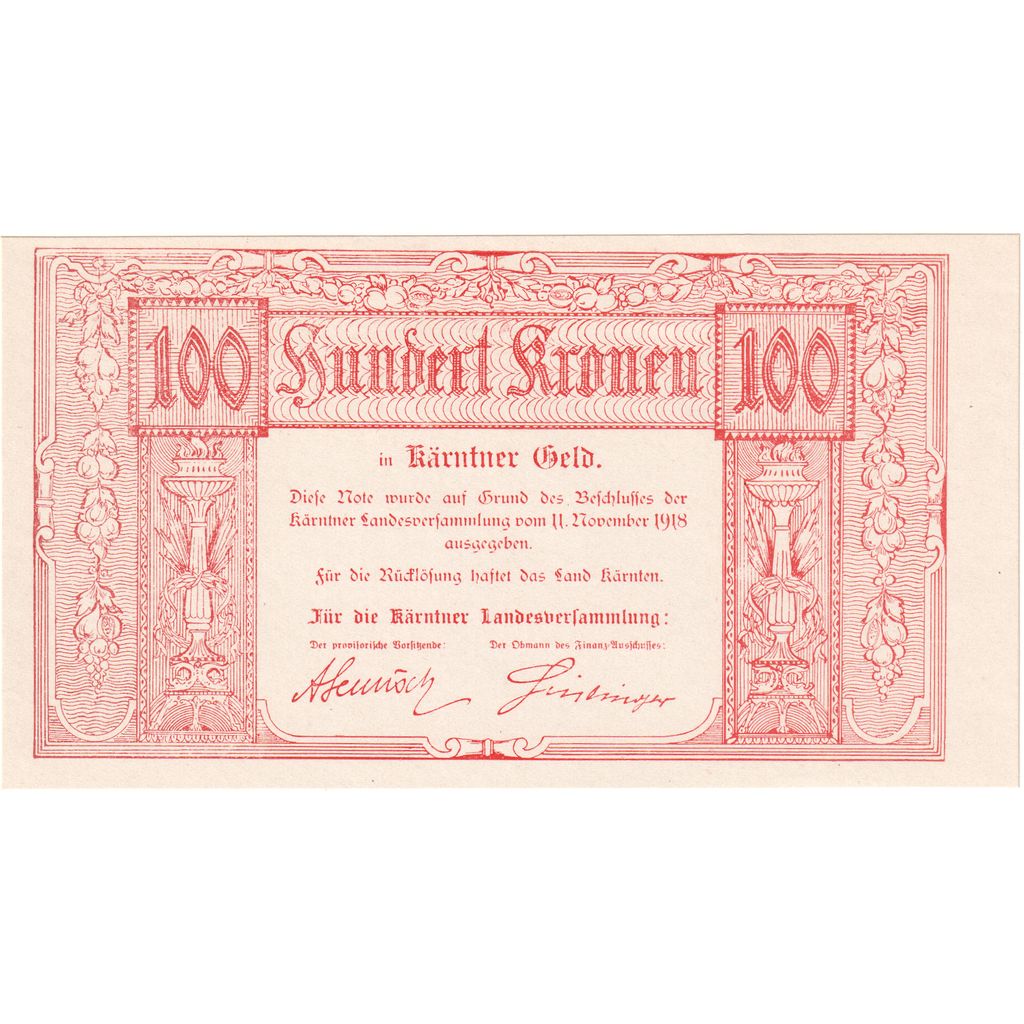 100 Hundert Kronen 100
in Kärntner Geld.
Diese Note wurde auf Grund des Beschlusses der
Kärntner Landesversammlung vom 11. November 1918
ausgegeben.
Für die Rücklösung haftet das Land Kärnten.
Für die Kärntner Landesversammlung:
Der provisorische Vorsitzende: Der Obmann des Finanz-Ausschusses: